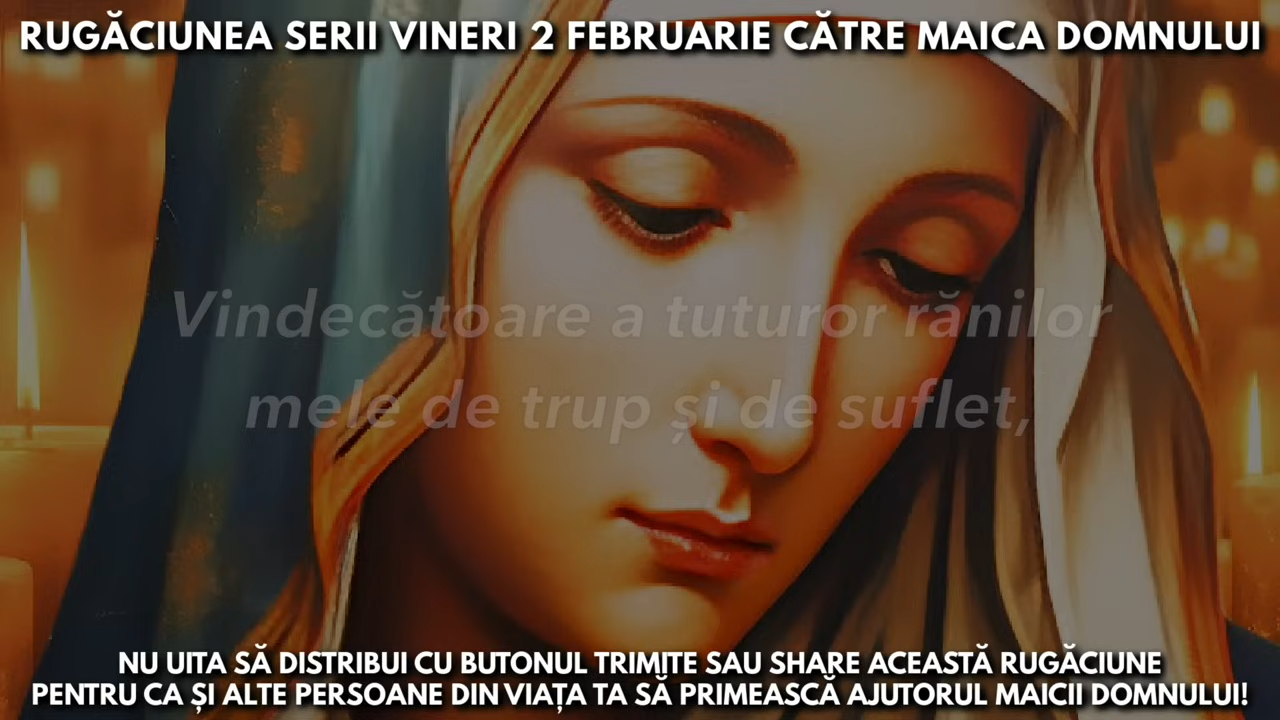 RUGĂCIUNEA SERII VINERI 2 FEBRUARIE CĂTRE MAICA DOMNULUI
Vindecătoare a tuturor rănilor
mele de trup și de suflet,
NU UITA SĂ DISTRIBUI CU BUTONUL TRIMITE SAU SHARE ACEASTĂ RUGĂCIUNE
PENTRU CA ȘI ALTE PERSOANE DIN VIAȚA TA SĂ PRIMEASCĂ AJUTORUL MAICII DOMNULUI!